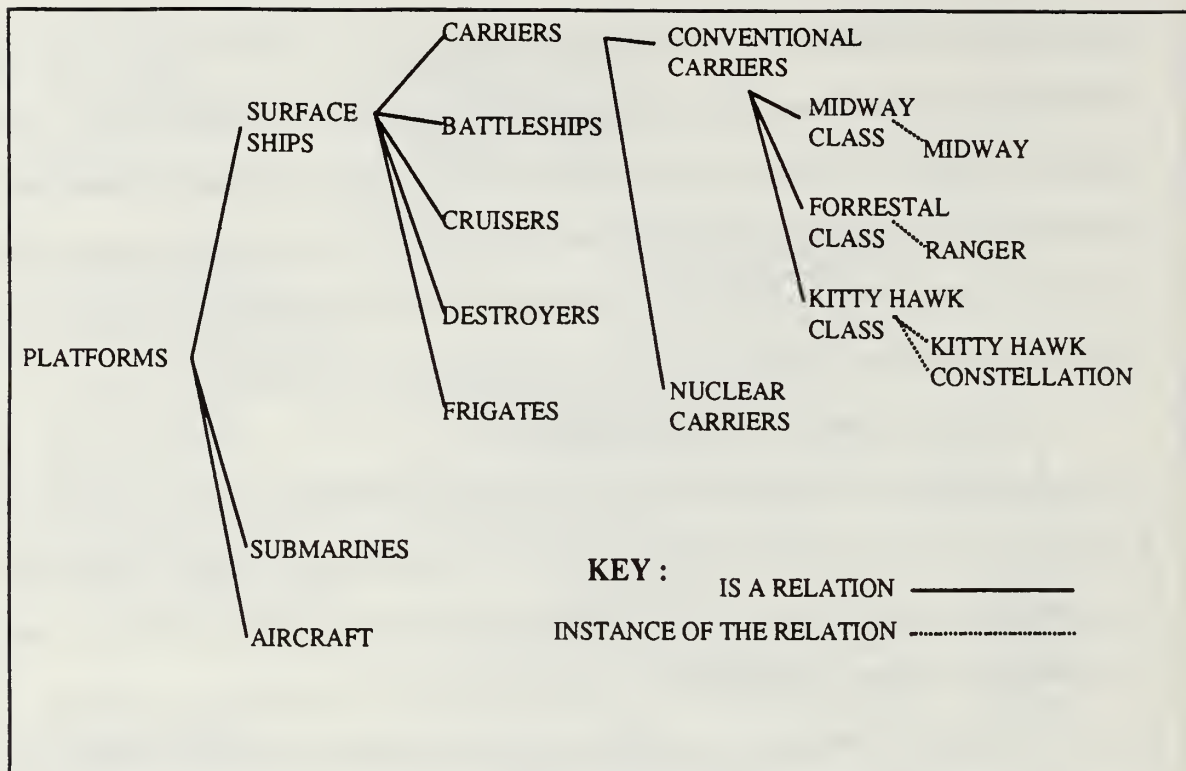 CARRIERS
CONVENTIONAL
CARRIERS
MIDWAY
CLASS
MIDWAY
SURFACE
SHIPS
BATTLESHIPS
FORRESTAL
CLASS
RANGER
CRUISERS
KITTY HAWK
CLASS
KITTY HAWK
CONSTELLATION
DESTROYERS
PLATFORMS
NUCLEAR
CARRIERS
FRIGATES
SUBMARINES
AIRCRAFT
KEY :
IS A RELATION
INSTANCE OF THE RELATION